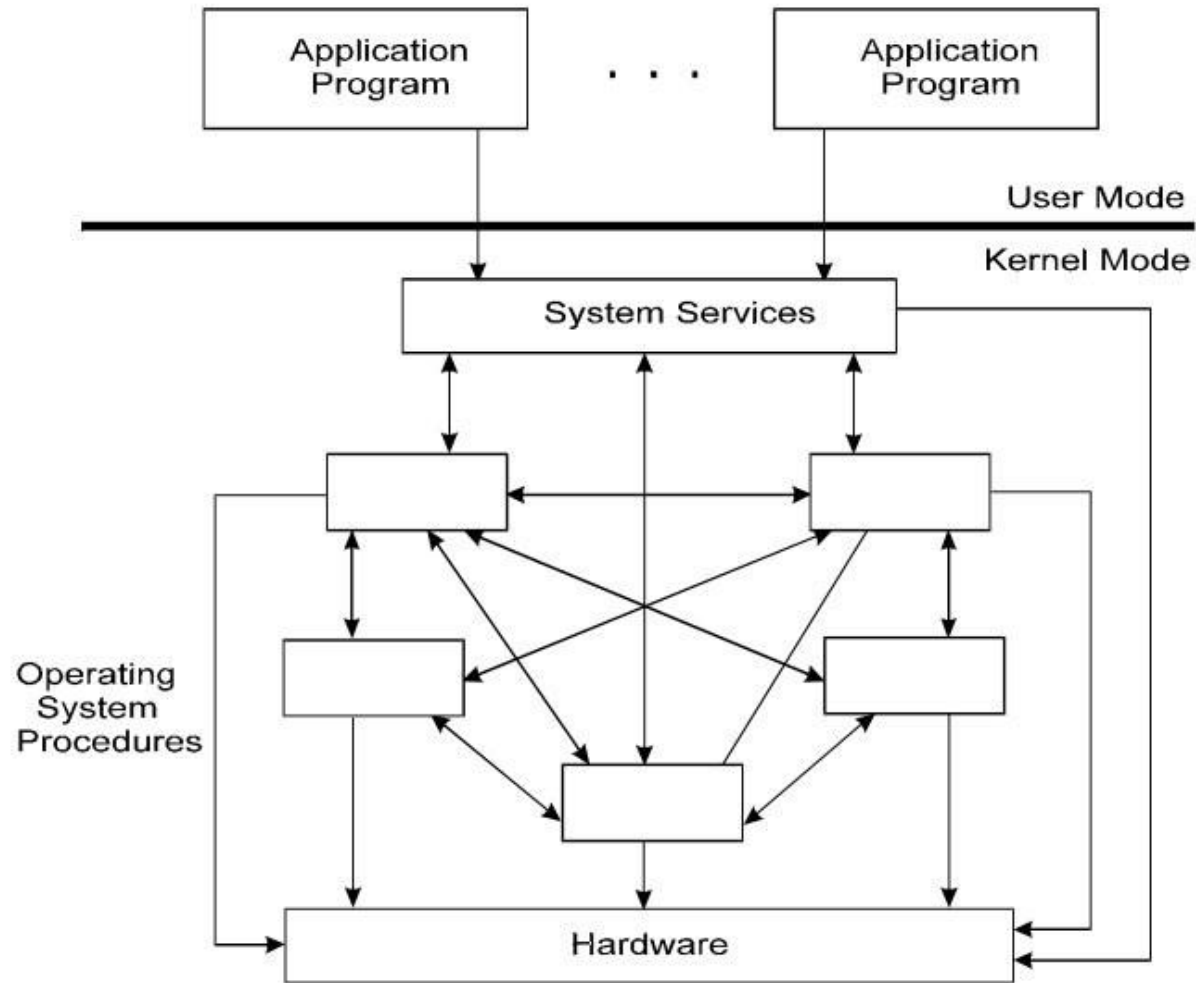 Application
Program
. . .
Application
Program
User Mode
Kernel Mode
System Services
Operating
System
Procedures
Hardware